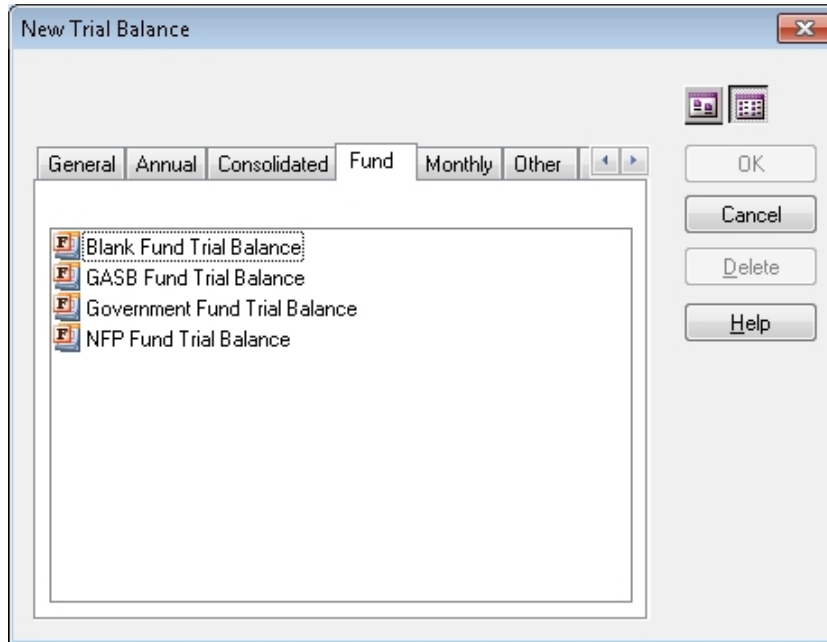 New Trial Balance
General Annual Consolidated Fund Monthly Other
OK
Cancel
Delete
Help
Blank Fund Trial Balance
GASB Fund Trial Balance
Government Fund Trial Balance
NFP Fund Trial Balance